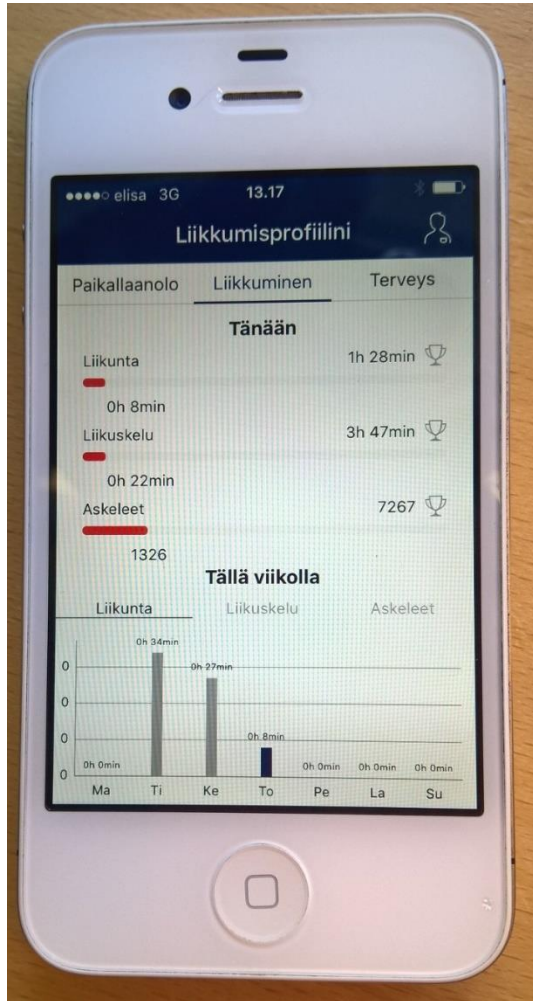 elisa 3G 13.17
Liikkumisprofiilini
Paikallaanolo Liikkuminen Terveys
Tänään
Liikunta 1h 28min
0h 8min
Liikuskelu 3h 47min
0h 22min
Askeleet 7267
1326
Tällä viikolla
Liikunta Liikuskelu Askeleet
0h 34min
0 0h 27min
0
0 0h 8min
0h 0min 0h 0min 0h 0min 0h 0min
0
Ma Ti Ke To Pe La Su